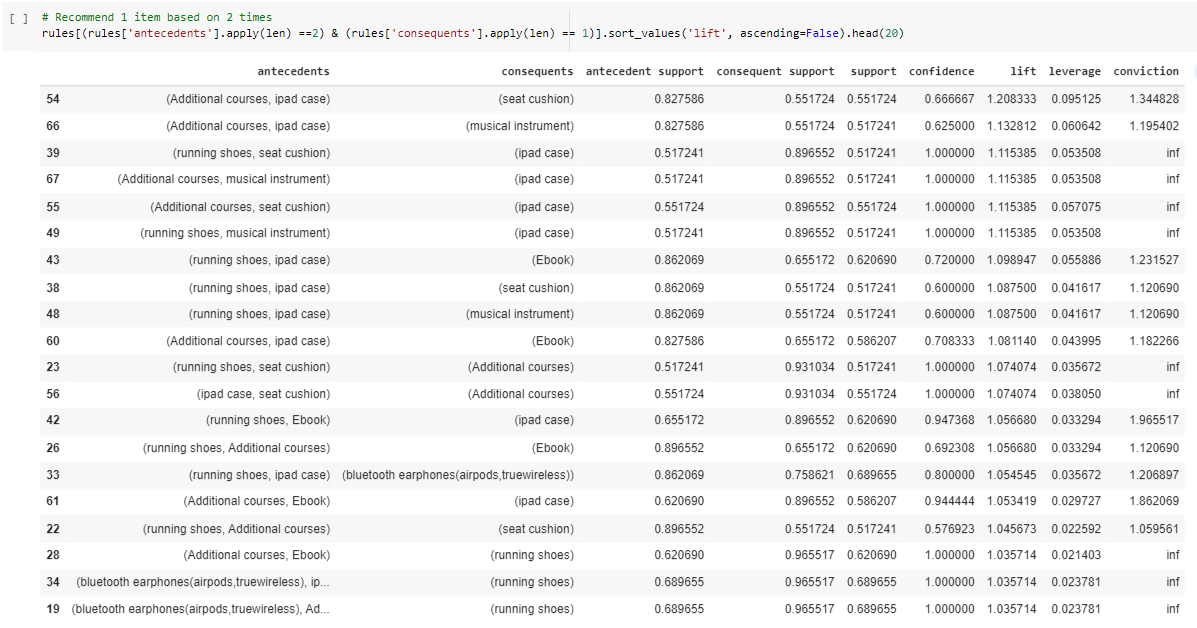 [ ] # Recommend 1 item based on 2 times
rules[(rules['antecedents'].apply(len) ==2) & (rules['consequents'].apply(len) == 1)].sort_values('lift', ascending=False).head(20)
antecedents consequents antecedent support consequent support support confidence lift leverage conviction
54 (Additional courses, ipad case) (seat cushion) 0.827586 0.551724 0.551724 0.666667 1.208333 0.095125 1.344828
66 (Additional courses, ipad case) (musical instrument) 0.827586 0.551724 0.517241 0.625000 1.132812 0.060642 1.195402
39 (running shoes, seat cushion) (ipad case) 0.517241 0.896552 0.517241 1.000000 1.115385 0.053508 inf
67 (Additional courses, musical instrument) (ipad case) 0.517241 0.896552 0.517241 1.000000 1.115385 0.053508 inf
55 (Additional courses, seat cushion) (ipad case) 0.551724 0.896552 0.551724 1.000000 1.115385 0.057075 inf
49 (running shoes, musical instrument) (ipad case) 0.517241 0.896552 0.517241 1.000000 1.115385 0.053508 inf
43 (running shoes, ipad case) (Ebook) 0.862069 0.655172 0.620690 0.720000 1.098947 0.055886 1.231527
38 (running shoes, ipad case) (seat cushion) 0.862069 0.551724 0.517241 0.600000 1.087500 0.041617 1.120690
48 (running shoes, ipad case) (musical instrument) 0.862069 0.551724 0.517241 0.600000 1.087500 0.041617 1.120690
60 (Additional courses, ipad case) (Ebook) 0.827586 0.655172 0.586207 0.708333 1.081140 0.043995 1.182266
23 (running shoes, seat cushion) (Additional courses) 0.517241 0.931034 0.517241 1.000000 1.074074 0.035672 inf
56 (ipad case, seat cushion) (Additional courses) 0.551724 0.931034 0.551724 1.000000 1.074074 0.038050 inf
42 (running shoes, Ebook) (ipad case) 0.655172 0.896552 0.620690 0.947368 1.056680 0.033294 1.965517
26 (running shoes, Additional courses) (Ebook) 0.896552 0.655172 0.620690 0.692308 1.056680 0.033294 1.120690
33 (running shoes, ipad case) (bluetooth earphones(airpods,truewireless)) 0.862069 0.758621 0.689655 0.800000 1.054545 0.035672 1.206897
61 (Additional courses, Ebook) (ipad case) 0.620690 0.896552 0.586207 0.944444 1.053419 0.029727 1.862069
22 (running shoes, Additional courses) (seat cushion) 0.896552 0.551724 0.517241 0.576923 1.045673 0.022592 1.059561
28 (Additional courses, Ebook) (running shoes) 0.620690 0.965517 0.620690 1.000000 1.035714 0.021403 inf
34 (bluetooth earphones(airpods,truewireless), ip... (running shoes) 0.689655 0.965517 0.689655 1.000000 1.035714 0.023781 inf
19 (bluetooth earphones(airpods,truewireless), Ad... (running shoes) 0.689655 0.965517 0.689655 1.000000 1.035714 0.023781 inf